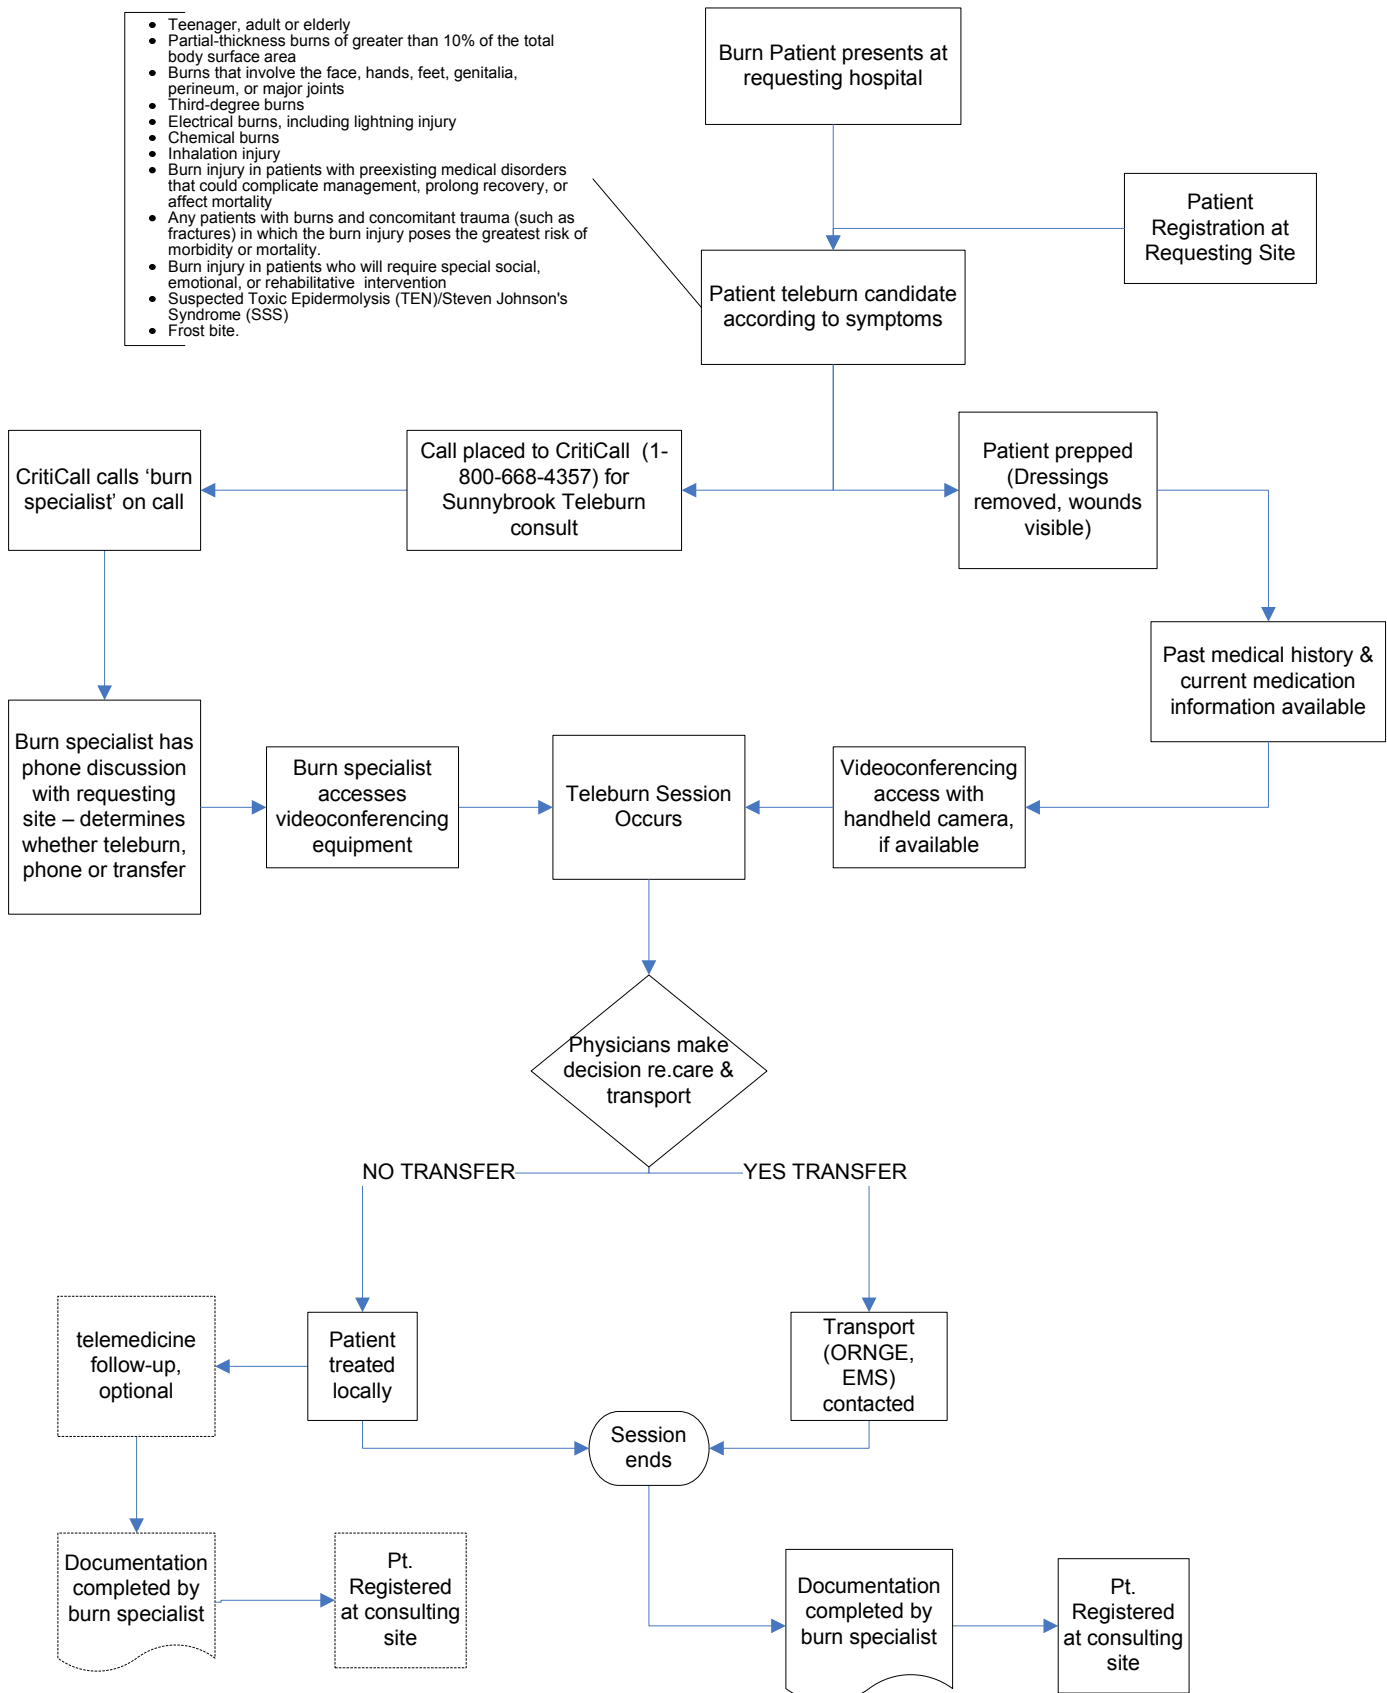 Teenager, adult or elderly
Partial-thickness burns of greater than 10% of the total
body surface area
Burns that involve the face, hands, feet, genitalia,
perineum, or major joints
Third-degree burns
Electrical burns, including lightning injury
Chemical burns
Inhalation injury
Burn injury in patients with preexisting medical disorders
that could complicate management, prolong recovery, or
affect mortality
Any patients with burns and concomitant trauma (such as
fractures) in which the burn injury poses the greatest risk of
morbidity or mortality.
Burn injury in patients who will require special social,
emotional, or rehabilitative  intervention
Suspected Toxic Epidermolysis (TEN)/Steven Johnson's
Syndrome (SSS)
Frost bite.
Burn Patient presents at
requesting hospital
Patient
Registration at
Requesting Site
Patient teleburn candidate
according to symptoms
CritiCall calls ‘burn
specialist’ on call
Call placed to CritiCall  (1-
800-668-4357) for
Sunnybrook Teleburn
consult
Patient prepped
(Dressings
removed, wounds
visible)
Past medical history &
current medication
information available
Burn specialist has
phone discussion
with requesting
site – determines
whether teleburn,
phone or transfer
Burn specialist
accesses
videoconferencing
equipment
Teleburn Session
Occurs
Videoconferencing
access with
handheld camera,
if available
Physicians make
decision re.care &
transport
NO TRANSFER
YES TRANSFER
telemedicine
follow-up,
optional
Patient
treated
locally
Transport
(ORNGE,
EMS)
contacted
Session
ends
Documentation
completed by
burn specialist
Pt.
Registered
at consulting
site
Documentation
completed by
burn specialist
Pt.
Registered
at consulting
site